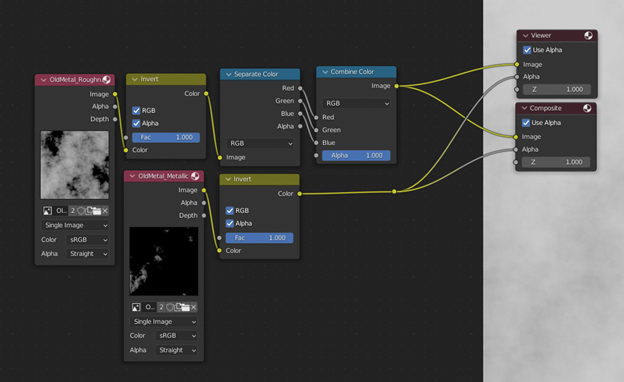 OldMetal_Roughn
Image
Alpha
Depth
Ol...
2
Single Image
Color
sRGB
Alpha
Straight
Invert
Color
RGB
Alpha
Fac
1.000
Color
OldMetal_Metallc
Image
Alpha
Depth
O...
2
Single Image
Color
sRGB
Alpha
Straight
Separate Color
Red
Green
Blue
Alpha
RGB
Image
Invert
Color
RGB
Alpha
Fac
1.000
Color
Combine Color
Image
RGB
Red
Green
Blue
Alpha
1.000
Viewer
Use Alpha
Image
Alpha
Z
1.000
Composite
Use Alpha
Image
Alpha
Z
1.000